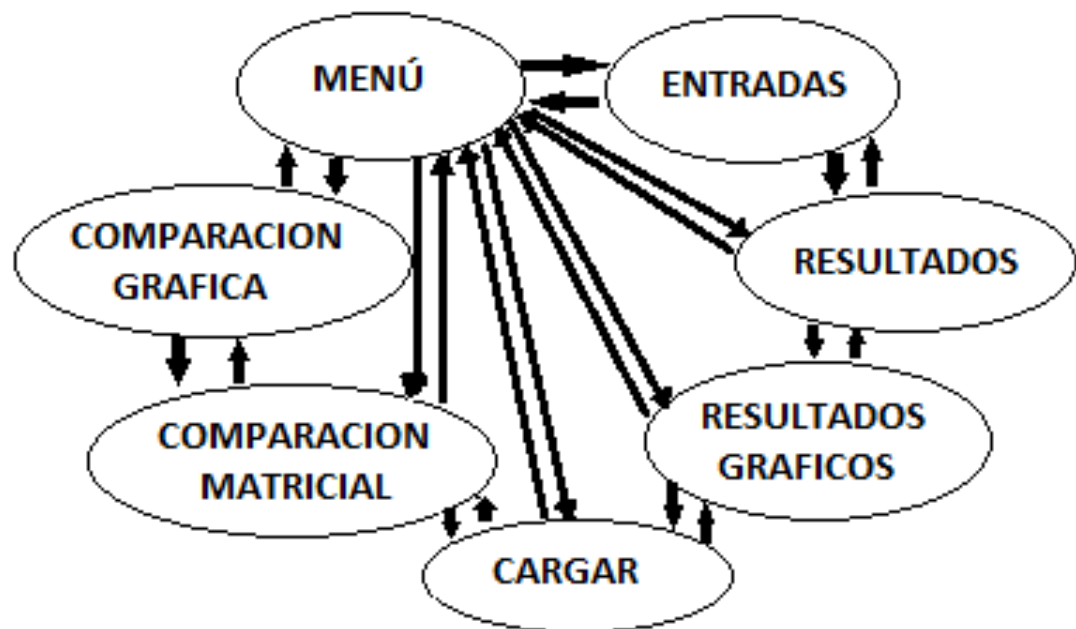 MENÚ
ENTRADAS
COMPARACION
GRAFICA
RESULTADOS
COMPARACION
MATRICIAL
RESULTADOS
GRAFICOS
CARGAR